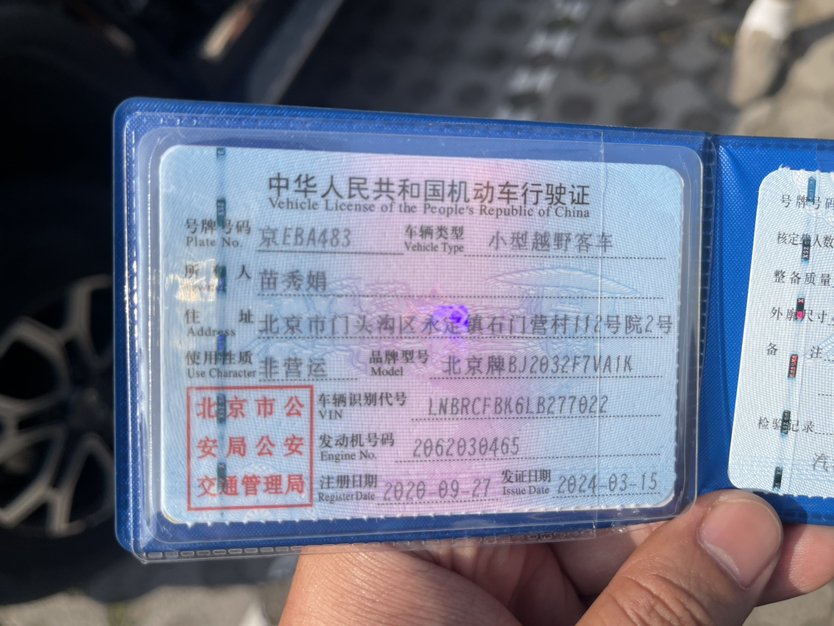 中华人民共和国机动车行驶证
Vehicle License of the People's Republic of China
号牌号码 京EBA483 车辆类型 小型越野客车
Plate No. Vehicle Type
所 人 苗秀娟
住 址 北京市门头沟区永定镇石门营村112号院2号
Address
使用性质 非营运 品牌型号 北京牌BJ2032F7VA1K
Use Character Model
北京市公 车辆识别代号 LNBRCFBK6LB277022
VIN
安局公安 发动机号码 2062030465
Engine No.
交通管理局 注册日期 2020-09-27 发证日期 2024-03-15
Register Date Issue Date
号牌号码
核定载人数
整备质量
外廓尺寸
备 注
检验记录